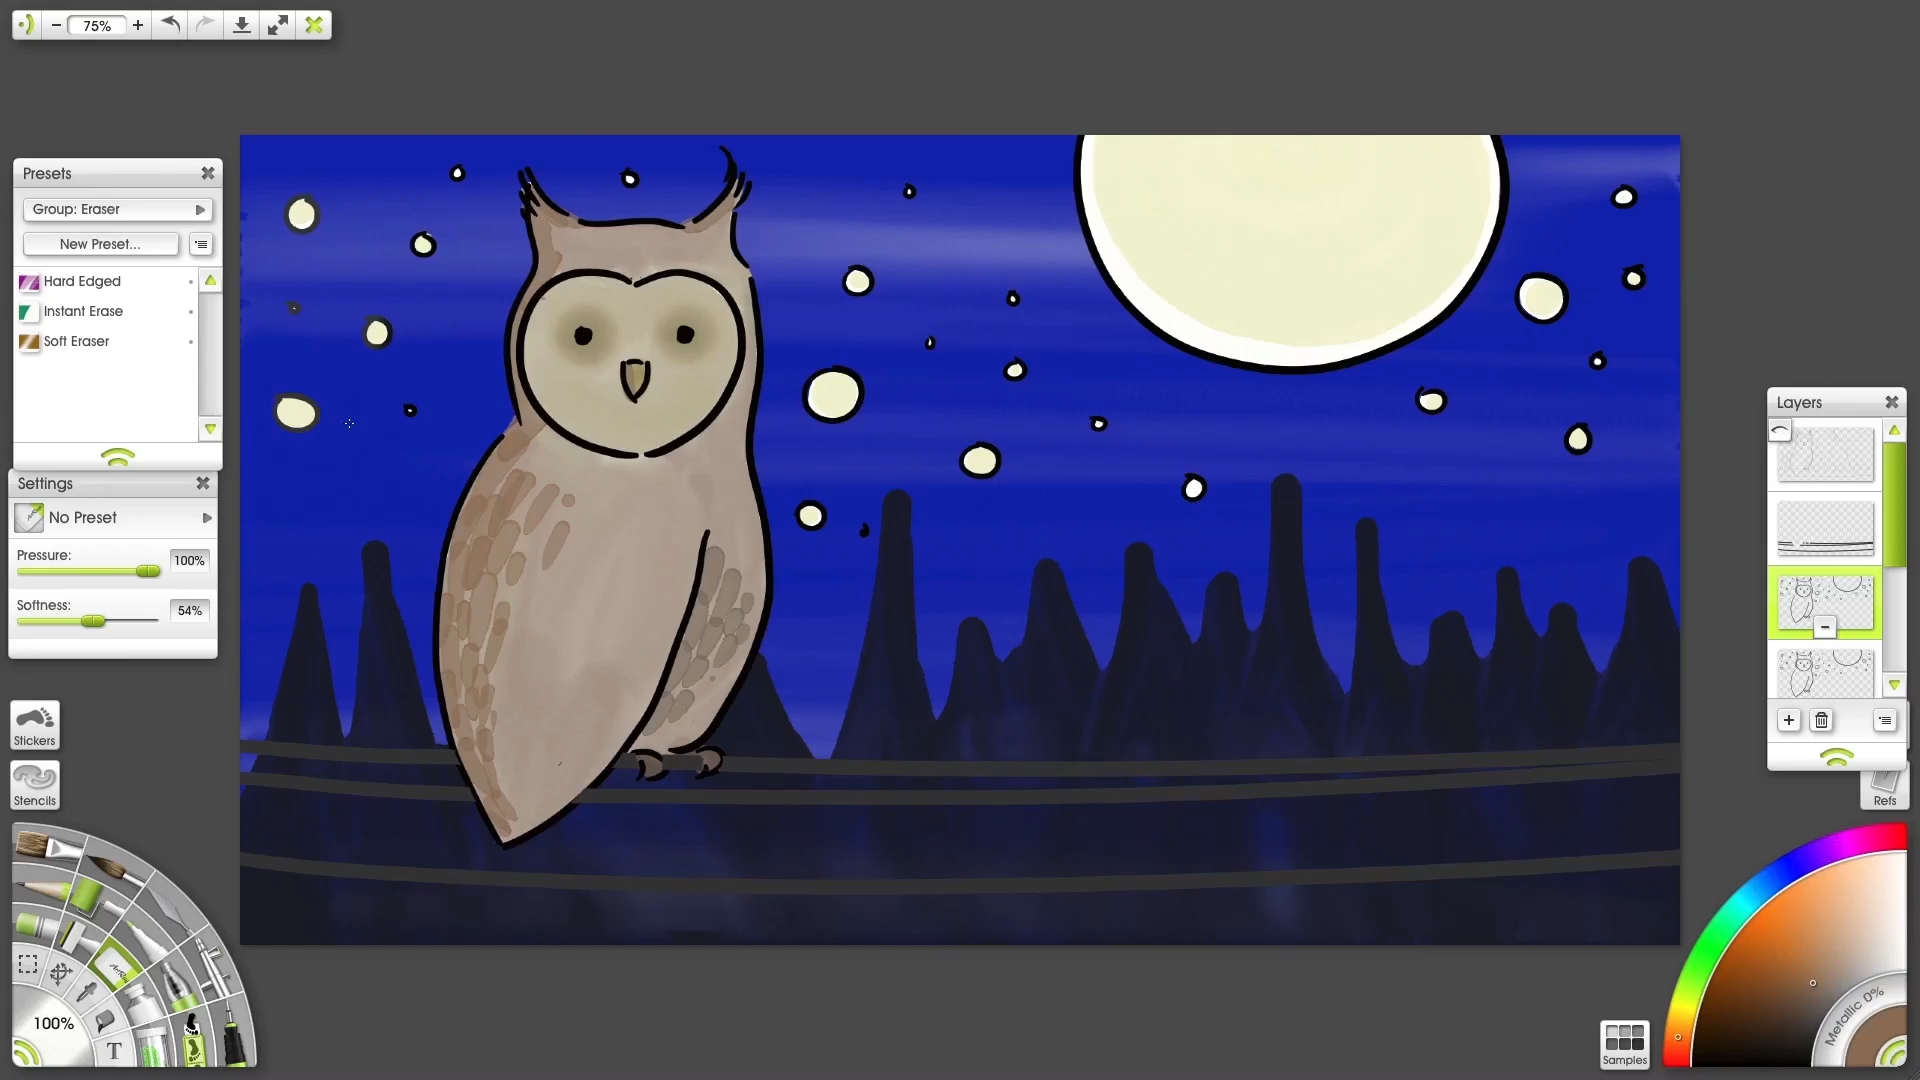 75%
Presets
Group: Eraser
New Preset...
Hard Edged
Instant Erase
Soft Eraser
Settings
No Preset
Pressure:
100%
Softness:
54%
Stickers
Stencils
100%
T
Layers
Refs
Metallic 0%
Samples